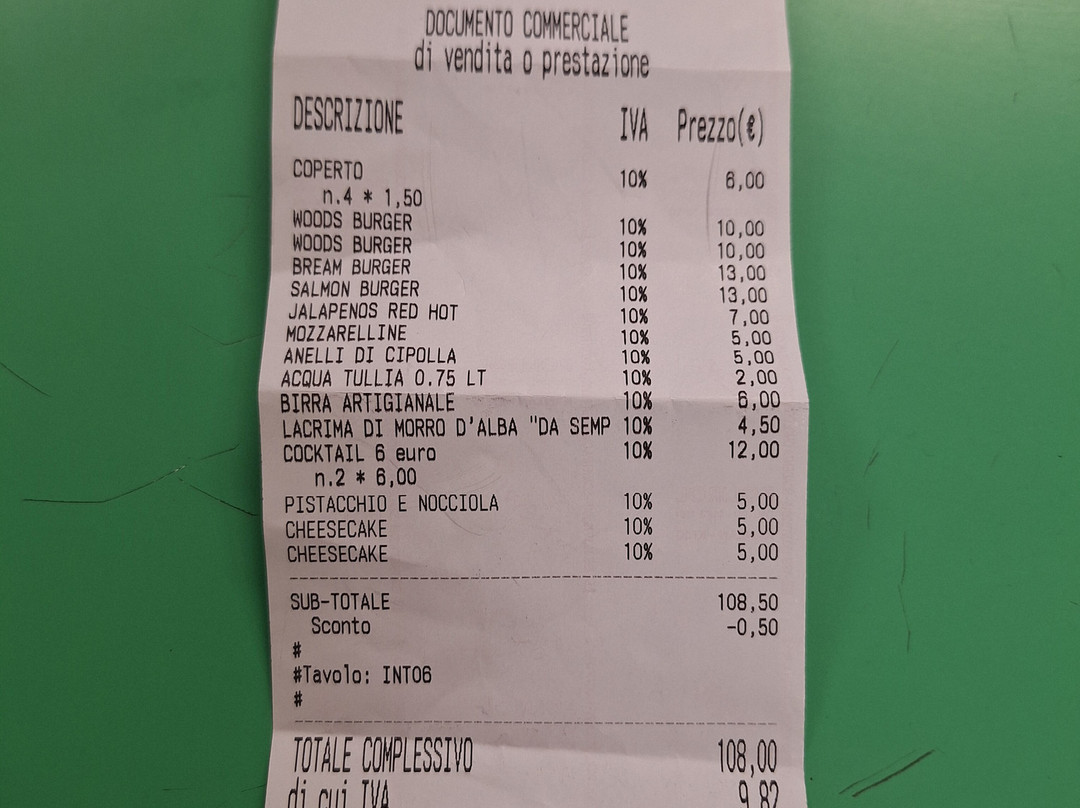 DOCUMENTO COMMERCIALE
di vendita o prestazione
DESCRIZIONE IVA Prezzo(€)
COPERTO 10% 6,00
n.4 * 1,50
WOODS BURGER 10% 10,00
WOODS BURGER 10% 10,00
BREAM BURGER 10% 13,00
SALMON BURGER 10% 13,00
JALAPENOS RED HOT 10% 7,00
MOZZARELLINE 10% 5,00
ANELLI DI CIPOLLA 10% 5,00
ACQUA TULLIA 0.75 LT 10% 2,00
BIRRA ARTIGIANALE 10% 6,00
LACRIMA DI MORRO D'ALBA "DA SEMP 10% 4,50
COCKTAIL 6 euro 10% 12,00
n.2 * 6,00
PISTACCHIO E NOCCIOLA 10% 5,00
CHEESECAKE 10% 5,00
CHEESECAKE 10% 5,00
SUB-TOTALE 108,50
Sconto -0,50
#
#Tavolo: INT06
#
TOTALE COMPLESSIVO 108,00
di cui IVA 9,82